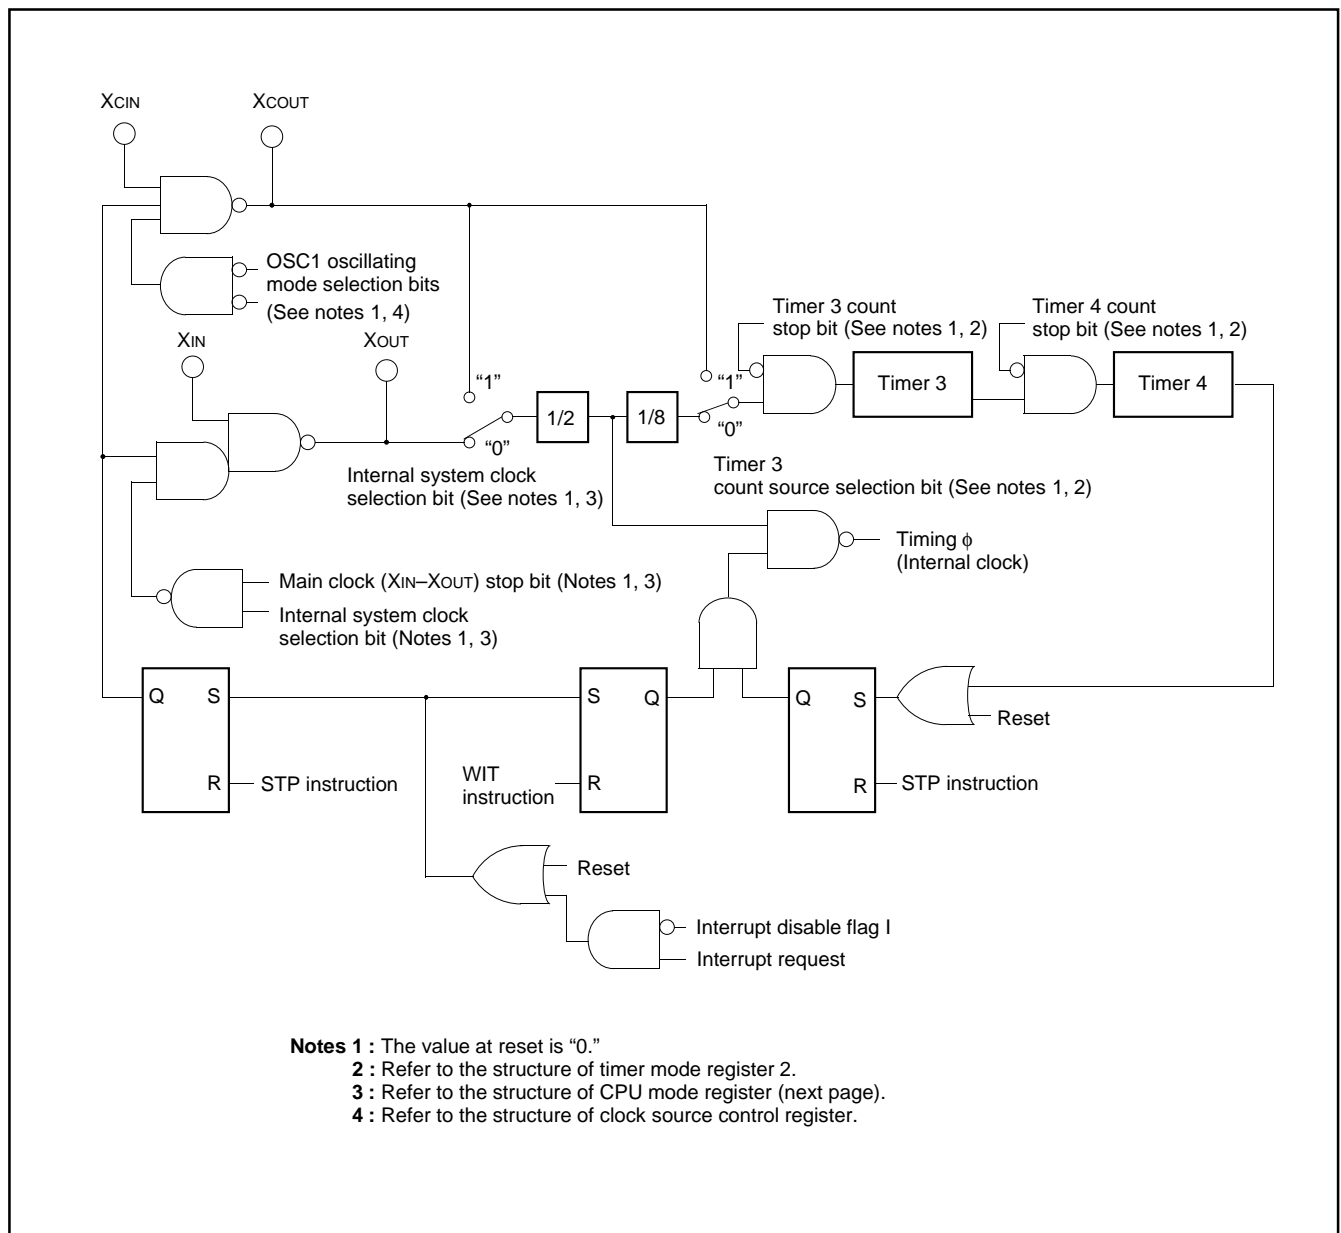 XCIN
XCOUT
OSC1 oscillating
mode selection bits
(See notes 1, 4)
XIN
XOUT
Timer 3 count
stop bit (See notes 1, 2)
Timer 4 count
stop bit (See notes 1, 2)
“1”
“1”
Timer 3
Timer 4
1/2
1/8
“0”
“0”
Internal system clock
selection bit (See notes 1, 3)
Timer 3
count source selection bit (See notes 1, 2)
Timing ϕ
(Internal clock)
Main clock (XIN–XOUT) stop bit (Notes 1, 3)
Internal system clock
selection bit (Notes 1, 3)
Q S
R
STP instruction
S Q
R
WIT
instruction
Q S
R
STP instruction
Reset
Reset
Interrupt disable flag I
Interrupt request
Notes 1 : The value at reset is “0.”
2 : Refer to the structure of timer mode register 2.
3 : Refer to the structure of CPU mode register (next page).
4 : Refer to the structure of clock source control register.